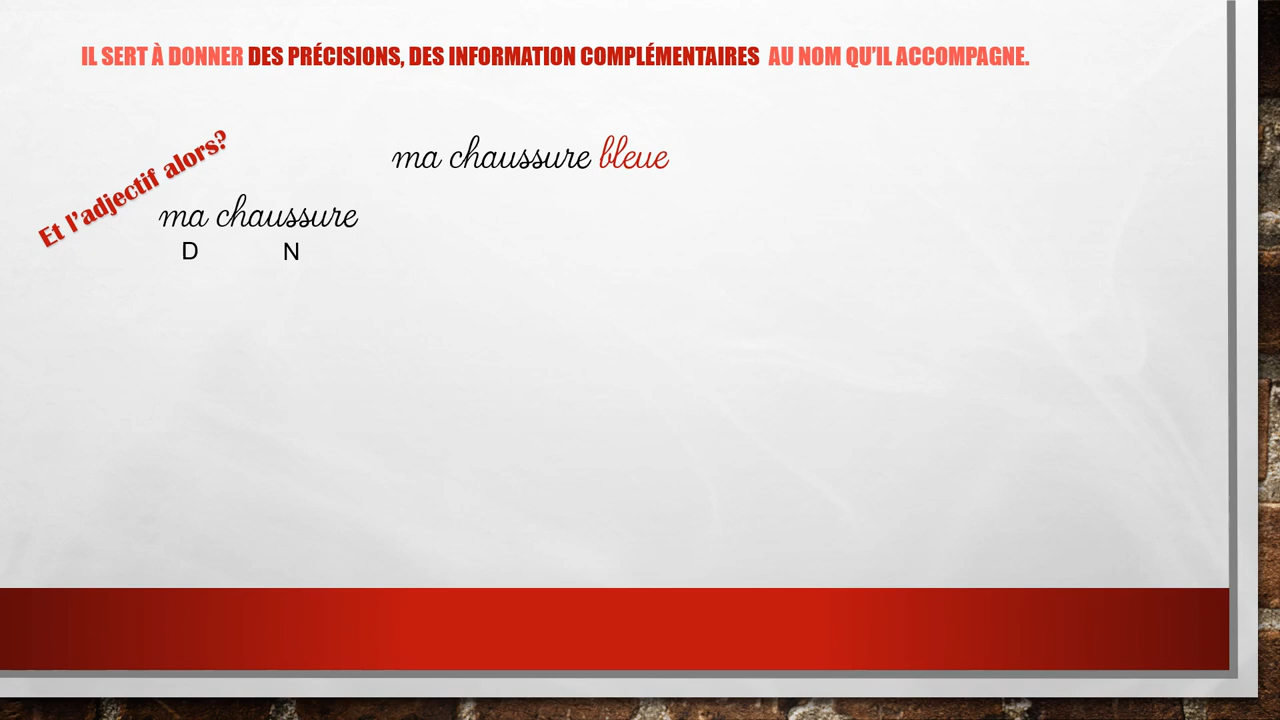 IL SERT À DONNER DES PRÉCISIONS, DES INFORMATION COMPLÉMENTAIRES AU NOM QU'IL ACCOMPAGNE.
Et l'adjectif alors?
ma chaussure bleue
ma chaussure
D N